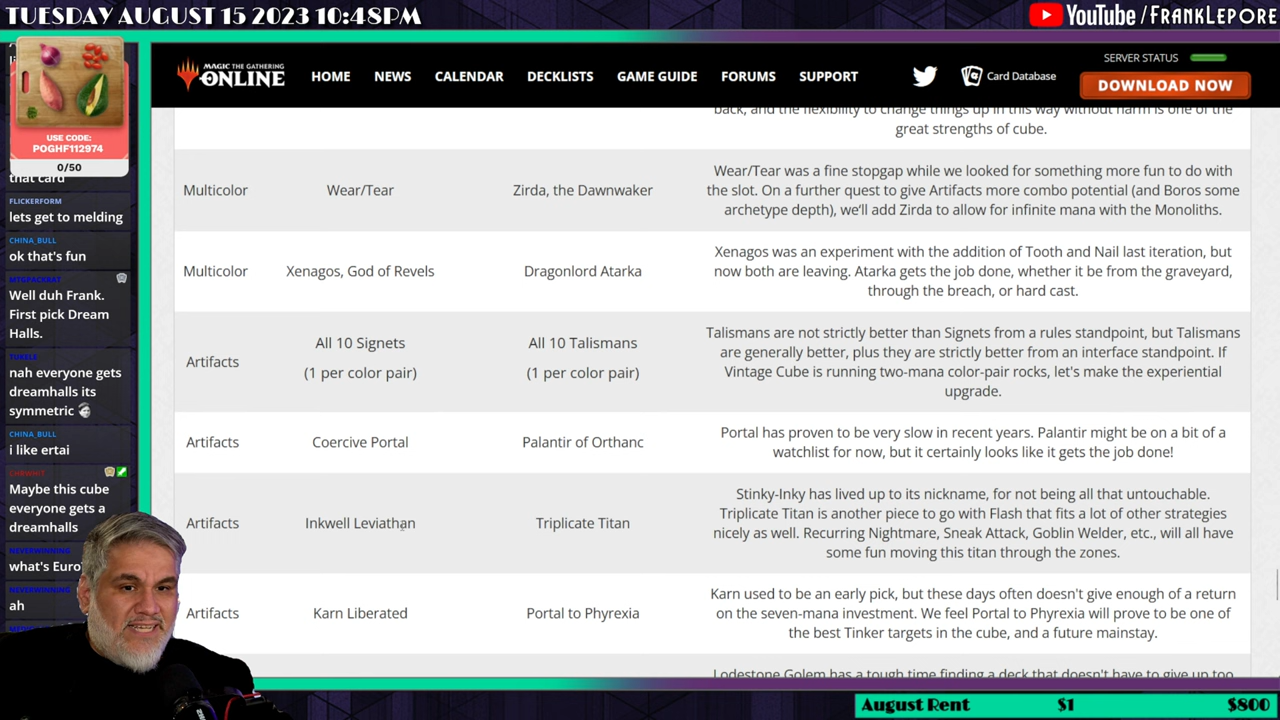 TUESDAY AUGUST 15 2023 10:48PM
YouTube/FrankLepore
USE CODE:
POGHF112974
0/50
that card
FLICKERFORM
lets get to melding
CHINA_BULL
ok that's fun
Well duh Frank.
First pick Dream
Halls.
TUKELE
nah everyone gets
dreamhalls its
symmetric
CHINA_BULL
i like ertai
Maybe this cube
everyone gets a
dreamhalls
NEVERWINNING
what's Euro
NEVERWINNING
ah
MAGIC THE GATHERING
ONLINE
HOME
NEWS
CALENDAR
DECKLISTS
GAME GUIDE
FORUMS
SUPPORT
Card Database
SERVER STATUS
DOWNLOAD NOW
back, and the flexibility to change things up in this way without harm is one of the
great strengths of cube.
Multicolor
Wear/Tear
Zirda, the Dawnwaker
Wear/Tear was a fine stopgap while we looked for something more fun to do with
the slot. On a further quest to give Artifacts more combo potential (and Boros some
archetype depth), we'll add Zirda to allow for infinite mana with the Monoliths.
Multicolor
Xenagos, God of Revels
Dragonlord Atarka
Xenagos was an experiment with the addition of Tooth and Nail last iteration, but
now both are leaving. Atarka gets the job done, whether it be from the graveyard,
through the breach, or hard cast.
Artifacts
All 10 Signets
(1 per color pair)
All 10 Talismans
(1 per color pair)
Talismans are not strictly better than Signets from a rules standpoint, but Talismans
are generally better, plus they are strictly better from an interface standpoint. If
Vintage Cube is running two-mana color-pair rocks, let's make the experiential
upgrade.
Artifacts
Coercive Portal
Palantir of Orthanc
Portal has proven to be very slow in recent years. Palantir might be on a bit of a
watchlist for now, but it certainly looks like it gets the job done!
Artifacts
Inkwell Leviathan
Triplicate Titan
Stinky-Inky has lived up to its nickname, for not being all that untouchable.
Triplicate Titan is another piece to go with Flash that fits a lot of other strategies
nicely as well. Recurring Nightmare, Sneak Attack, Goblin Welder, etc., will all have
some fun moving this titan through the zones.
Artifacts
Karn Liberated
Portal to Phyrexia
Karn used to be an early pick, but these days often doesn't give enough of a return
on the seven-mana investment. We feel Portal to Phyrexia will prove to be one of
the best Tinker targets in the cube, and a future mainstay.
Lodestone Golem has a tough time finding a deck that doesn't have to give up too
August Rent
$1
$800